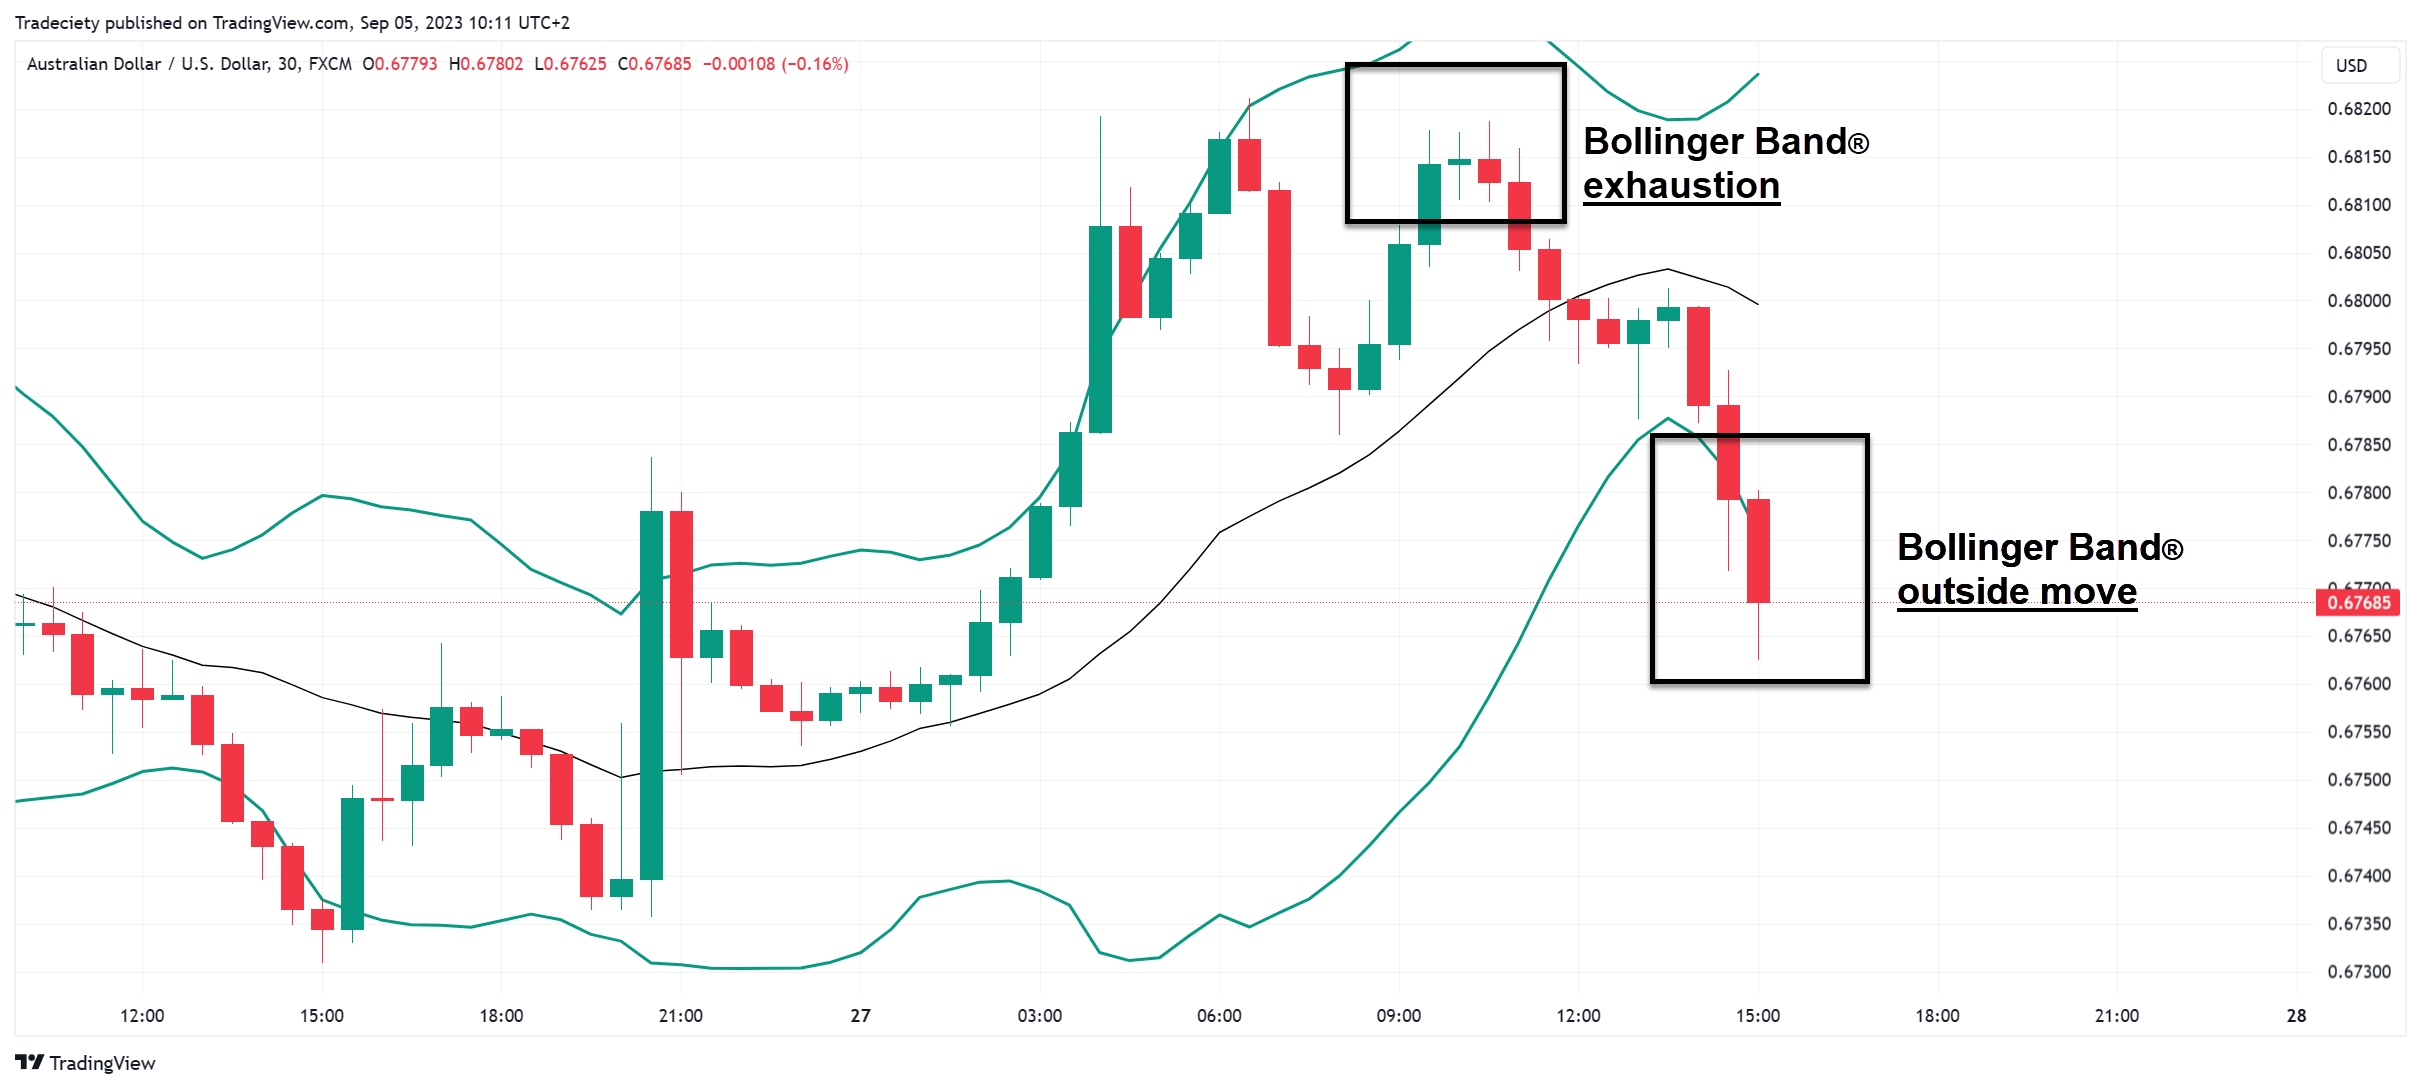 Tradeciety published on TradingView.com, Sep 05, 2023 10:11 UTC+2
Australian Dollar / U.S. Dollar, 30, FXCM O0.67793 H0.67802 L0.67625 C0.67685 −0.00108 (−0.16%)
USD
0.68200
Bollinger Band®
exhaustion
0.68150
0.68100
0.68050
0.68000
0.67950
0.67900
0.67850
0.67800
0.67750
Bollinger Band®
outside move
0.67700
0.67685
0.67650
0.67600
0.67550
0.67500
0.67450
0.67400
0.67350
0.67300
12:00 15:00 18:00 21:00 27 03:00 06:00 09:00 12:00 15:00 18:00 21:00 28
TradingView